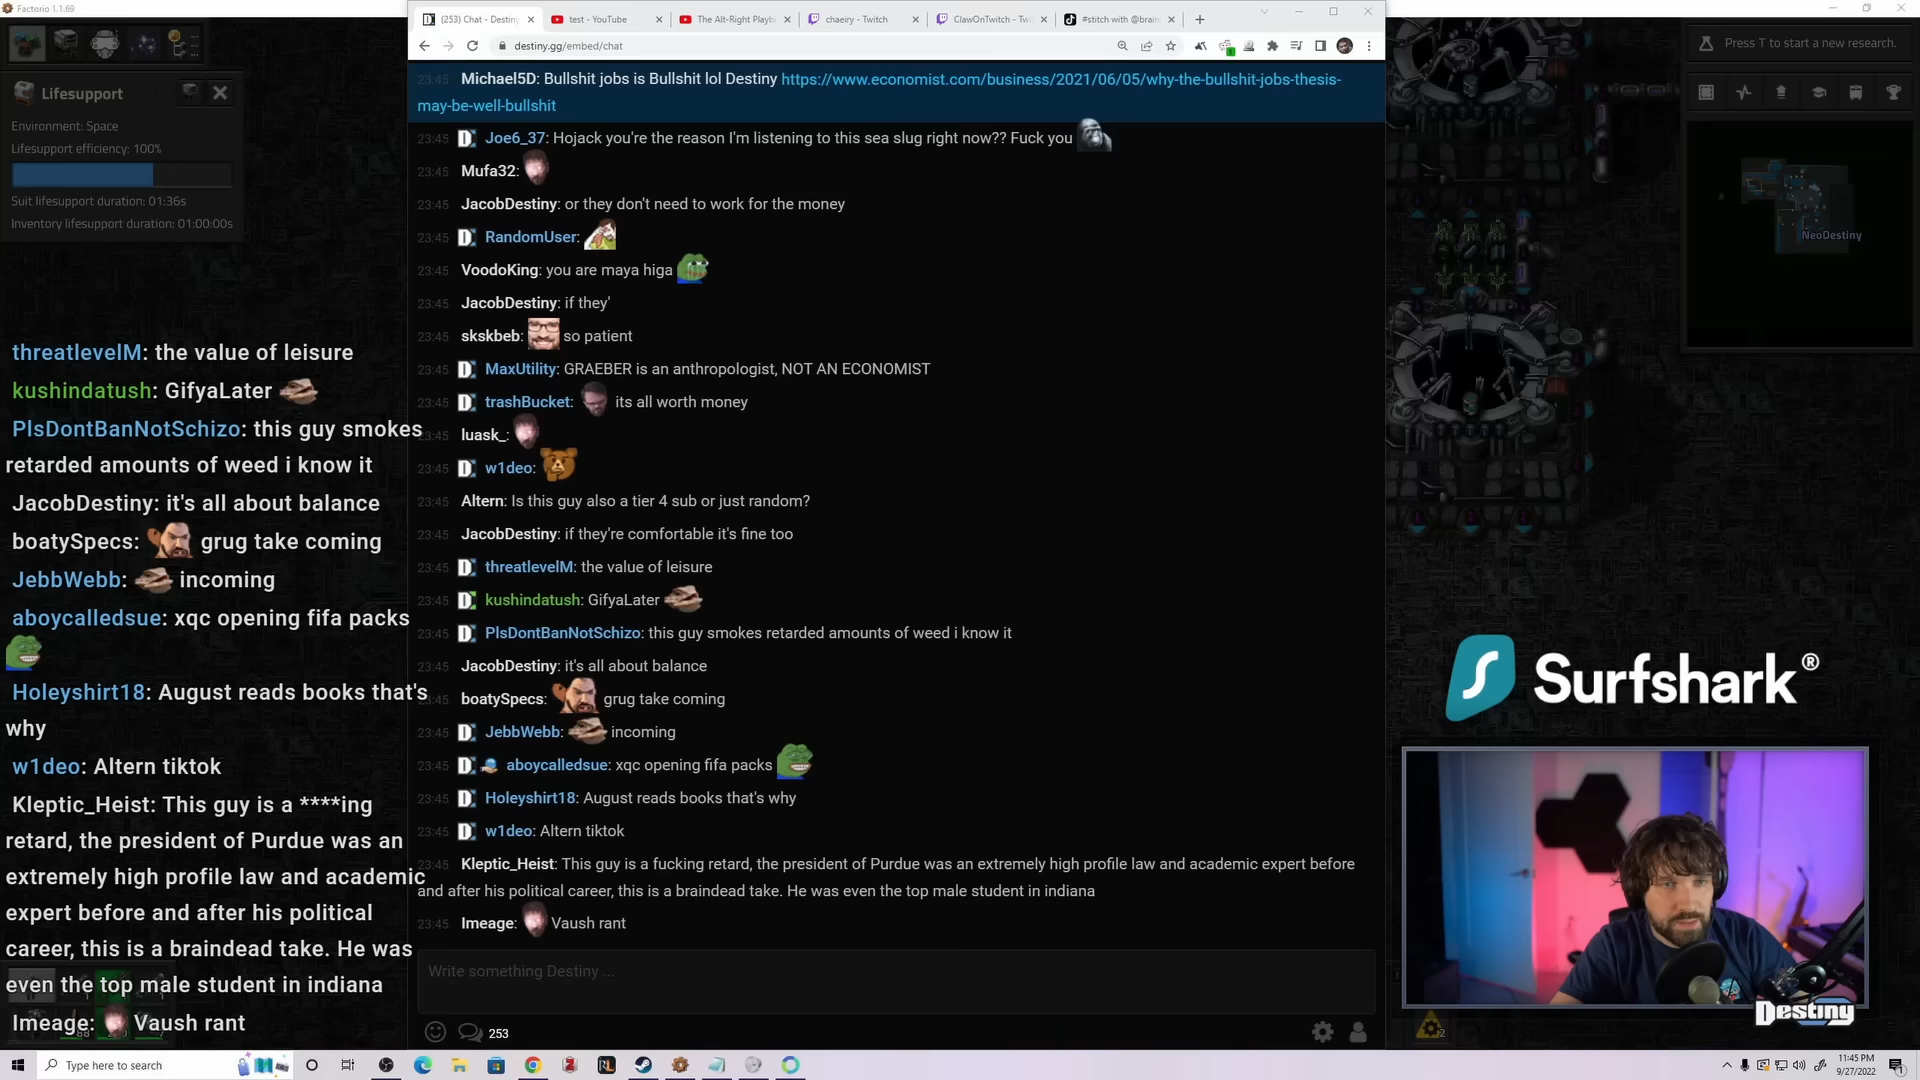 Factorio 1.1.69
(253) Chat - Destiny
test - YouTube
The Alt-Right Playb
chaeiry - Twitch
ClawOnTwitch - Tw
#stitch with @brain
destiny.gg/embed/chat
Lifesupport
Environment: Space
Lifesupport efficiency: 100%
Suit lifesupport duration: 01:36s
Inventory lifesupport duration: 01:00:00s
threatlevelM: the value of leisure
kushindatush: GifyaLater
PlsDontBanNotSchizo: this guy smokes
retarded amounts of weed i know it
JacobDestiny: it's all about balance
boatySpecs: grug take coming
JebbWebb: incoming
aboycalledsue: xqc opening fifa packs
Holeyshirt18: August reads books that's
why
w1deo: Altern tiktok
Kleptic_Heist: This guy is a ****ing
retard, the president of Purdue was an
extremely high profile law and academic
expert before and after his political
career, this is a braindead take. He was
even the top male student in indiana
Imeage: Vaush rant
23:45 Michael5D: Bullshit jobs is Bullshit lol Destiny https://www.economist.com/business/2021/06/05/why-the-bullshit-jobs-thesis-
may-be-well-bullshit
23:45 Joe6_37: Hojack you're the reason I'm listening to this sea slug right now?? Fuck you
23:45 Mufa32:
23:45 JacobDestiny: or they don't need to work for the money
23:45 RandomUser:
23:45 VoodoKing: you are maya higa
23:45 JacobDestiny: if they'
23:45 skskbeb: so patient
23:45 MaxUtility: GRAEBER is an anthropologist, NOT AN ECONOMIST
23:45 trashBucket: its all worth money
23:45 luask_:
23:45 w1deo:
23:45 Altern: Is this guy also a tier 4 sub or just random?
23:45 JacobDestiny: if they're comfortable it's fine too
23:45 threatlevelM: the value of leisure
23:45 kushindatush: GifyaLater
23:45 PlsDontBanNotSchizo: this guy smokes retarded amounts of weed i know it
23:45 JacobDestiny: it's all about balance
23:45 boatySpecs: grug take coming
23:45 JebbWebb: incoming
23:45 aboycalledsue: xqc opening fifa packs
23:45 Holeyshirt18: August reads books that's why
23:45 w1deo: Altern tiktok
23:45 Kleptic_Heist: This guy is a fucking retard, the president of Purdue was an extremely high profile law and academic expert before
and after his political career, this is a braindead take. He was even the top male student in indiana
23:45 Imeage: Vaush rant
Write something Destiny ...
253
Press T to start a new research.
NeoDestiny
Surfshark®
Destiny
Type here to search
11:45 PM
9/27/2022